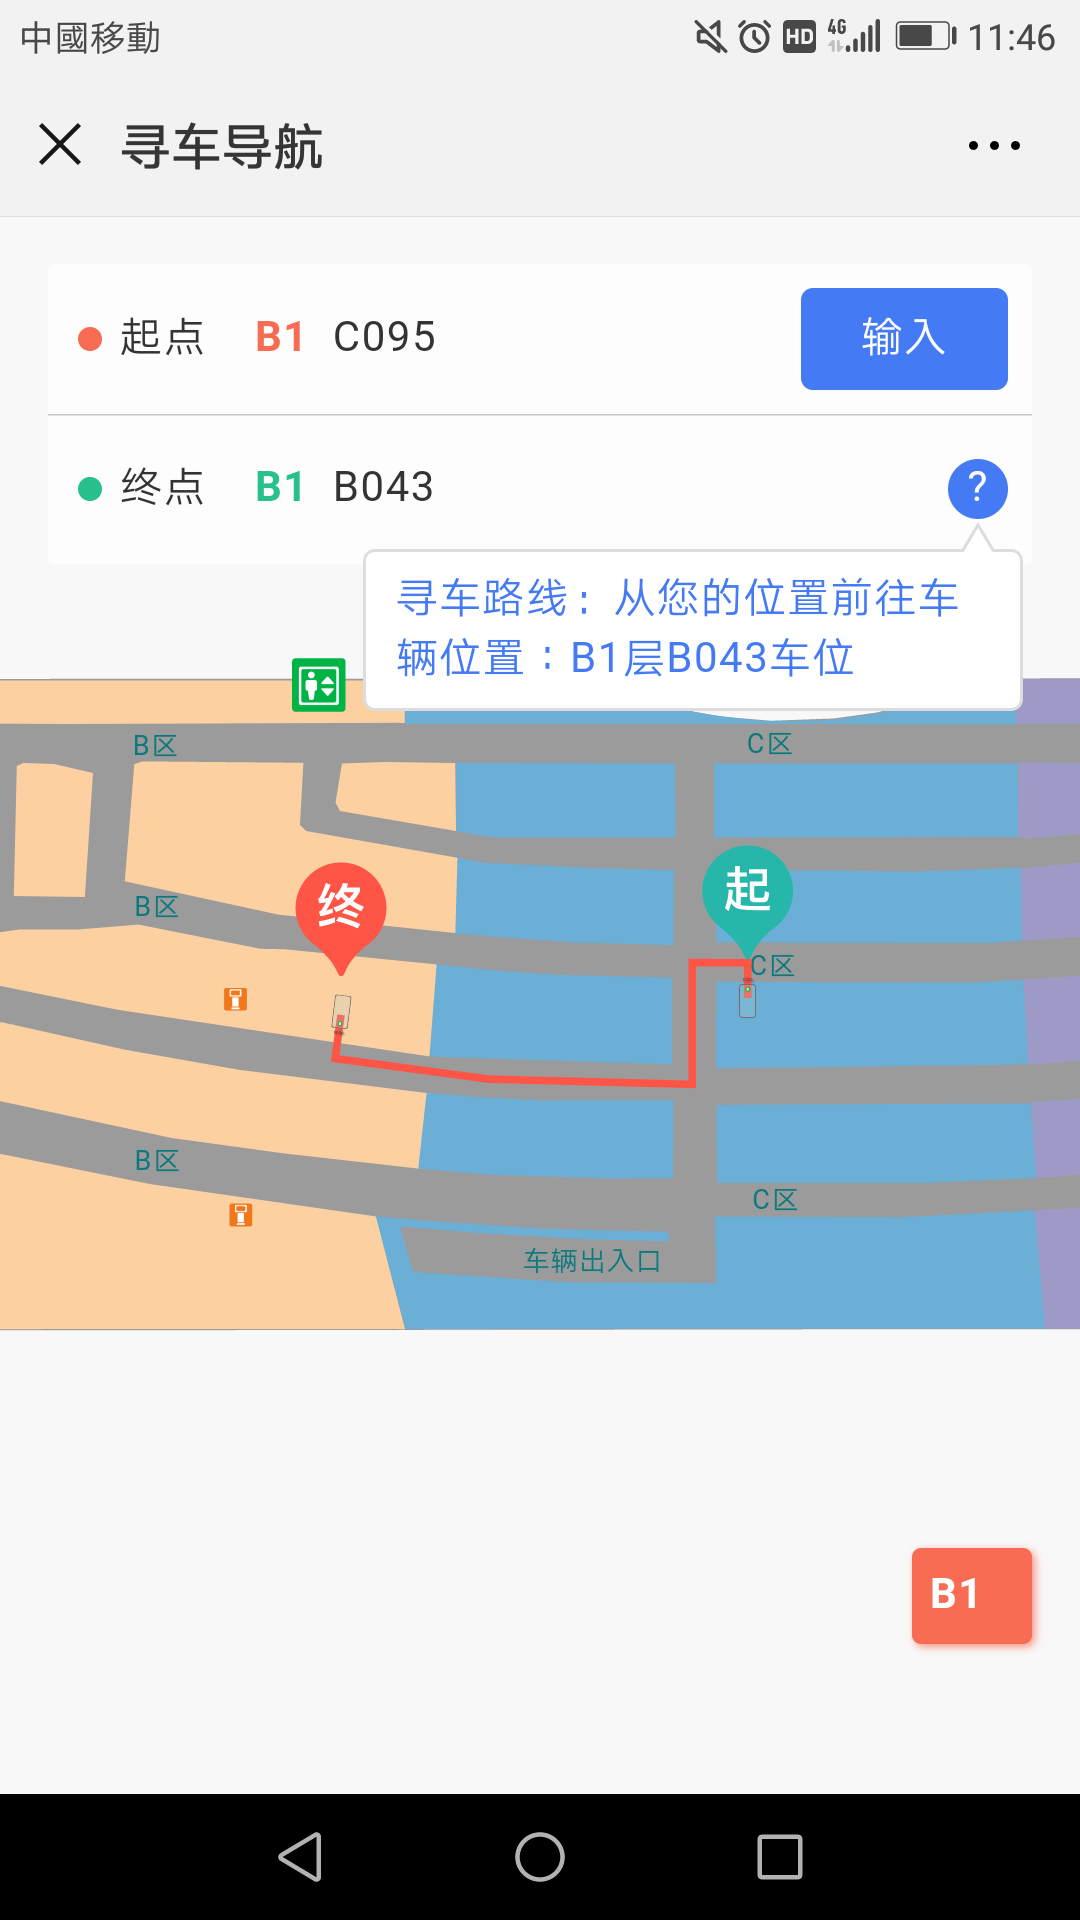 中國移動
HD 4G 11:46
寻车导航
起点 B1 C095 输入
终点 B1 B043 ?
寻车路线：从您的位置前往车
辆位置：B1层B043车位
B区 C区
终 起
B区
C区
B区
C区
车辆出入口
B1